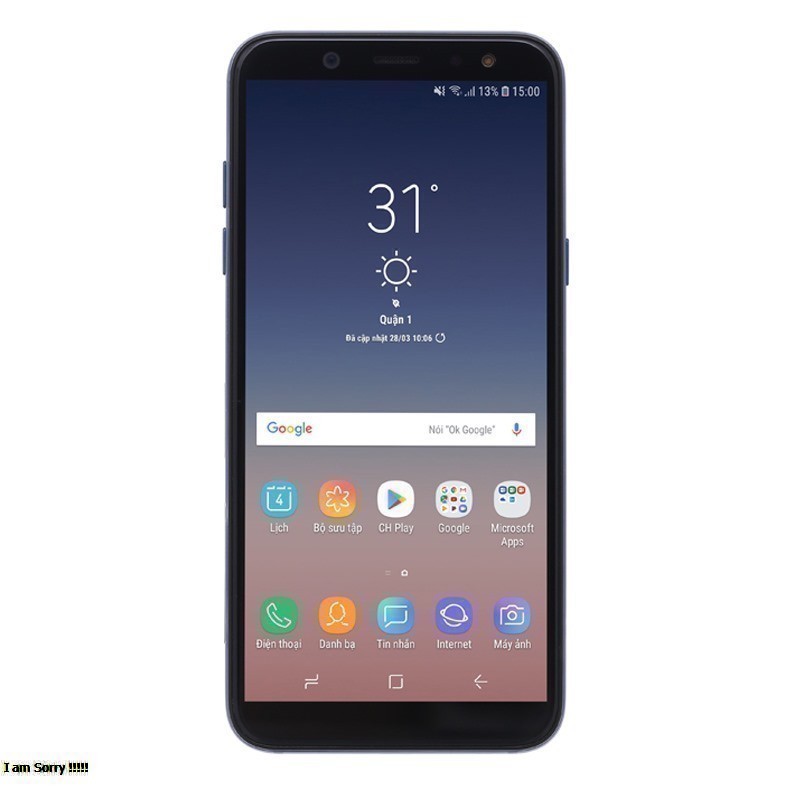 13% 15:00
31°
Quận 1
Đã cập nhật 28/03 10:06
Google
Nói "Ok Google"
4
Lịch
Bộ sưu tập
CH Play
Google
Microsoft
Apps
Điện thoại
Danh bạ
Tin nhắn
Internet
Máy ảnh
I am Sorry !!!!!